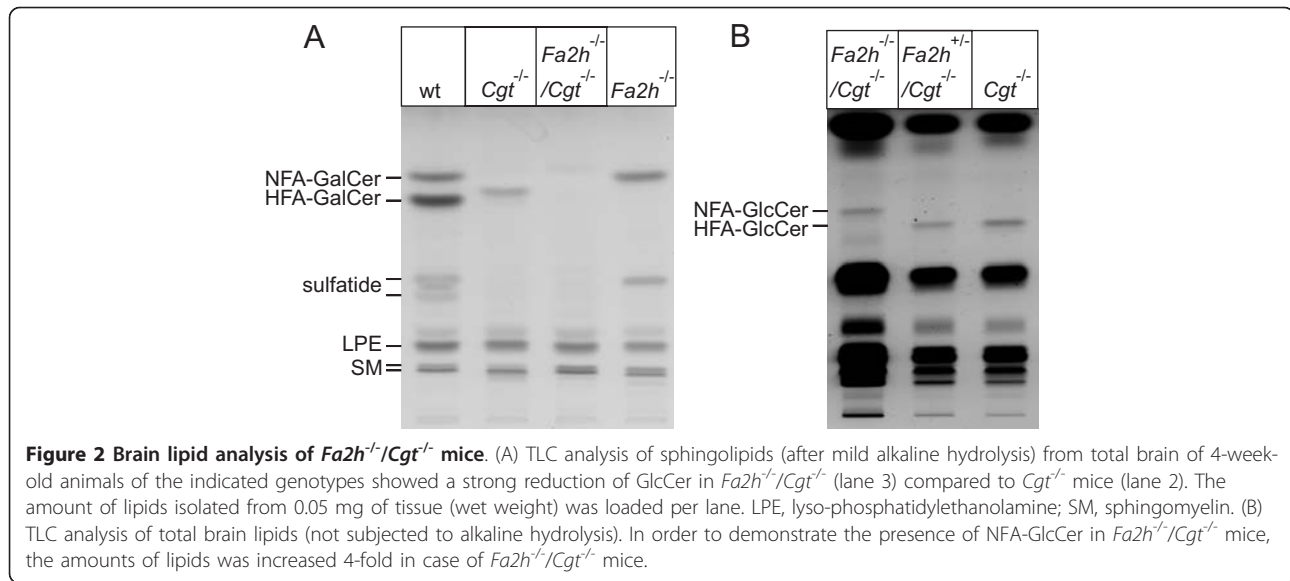 A
wt
Cgt-/-
Fa2h-/-
/Cgt-/-
Fa2h-/-
NFA-GalCer
HFA-GalCer
sulfatide
LPE
SM
B
Fa2h-/-
/Cgt-/-
Fa2h+/-
/Cgt-/-
Cgt-/-
NFA-GlcCer
HFA-GlcCer
Figure 2 Brain lipid analysis of Fa2h-/-/Cgt-/- mice. (A) TLC analysis of sphingolipids (after mild alkaline hydrolysis) from total brain of 4-week-
old animals of the indicated genotypes showed a strong reduction of GlcCer in Fa2h-/-/Cgt-/- (lane 3) compared to Cgt-/- mice (lane 2). The
amount of lipids isolated from 0.05 mg of tissue (wet weight) was loaded per lane. LPE, lyso-phosphatidylethanolamine; SM, sphingomyelin. (B)
TLC analysis of total brain lipids (not subjected to alkaline hydrolysis). In order to demonstrate the presence of NFA-GlcCer in Fa2h-/-/Cgt-/- mice,
the amounts of lipids was increased 4-fold in case of Fa2h-/-/Cgt-/- mice.